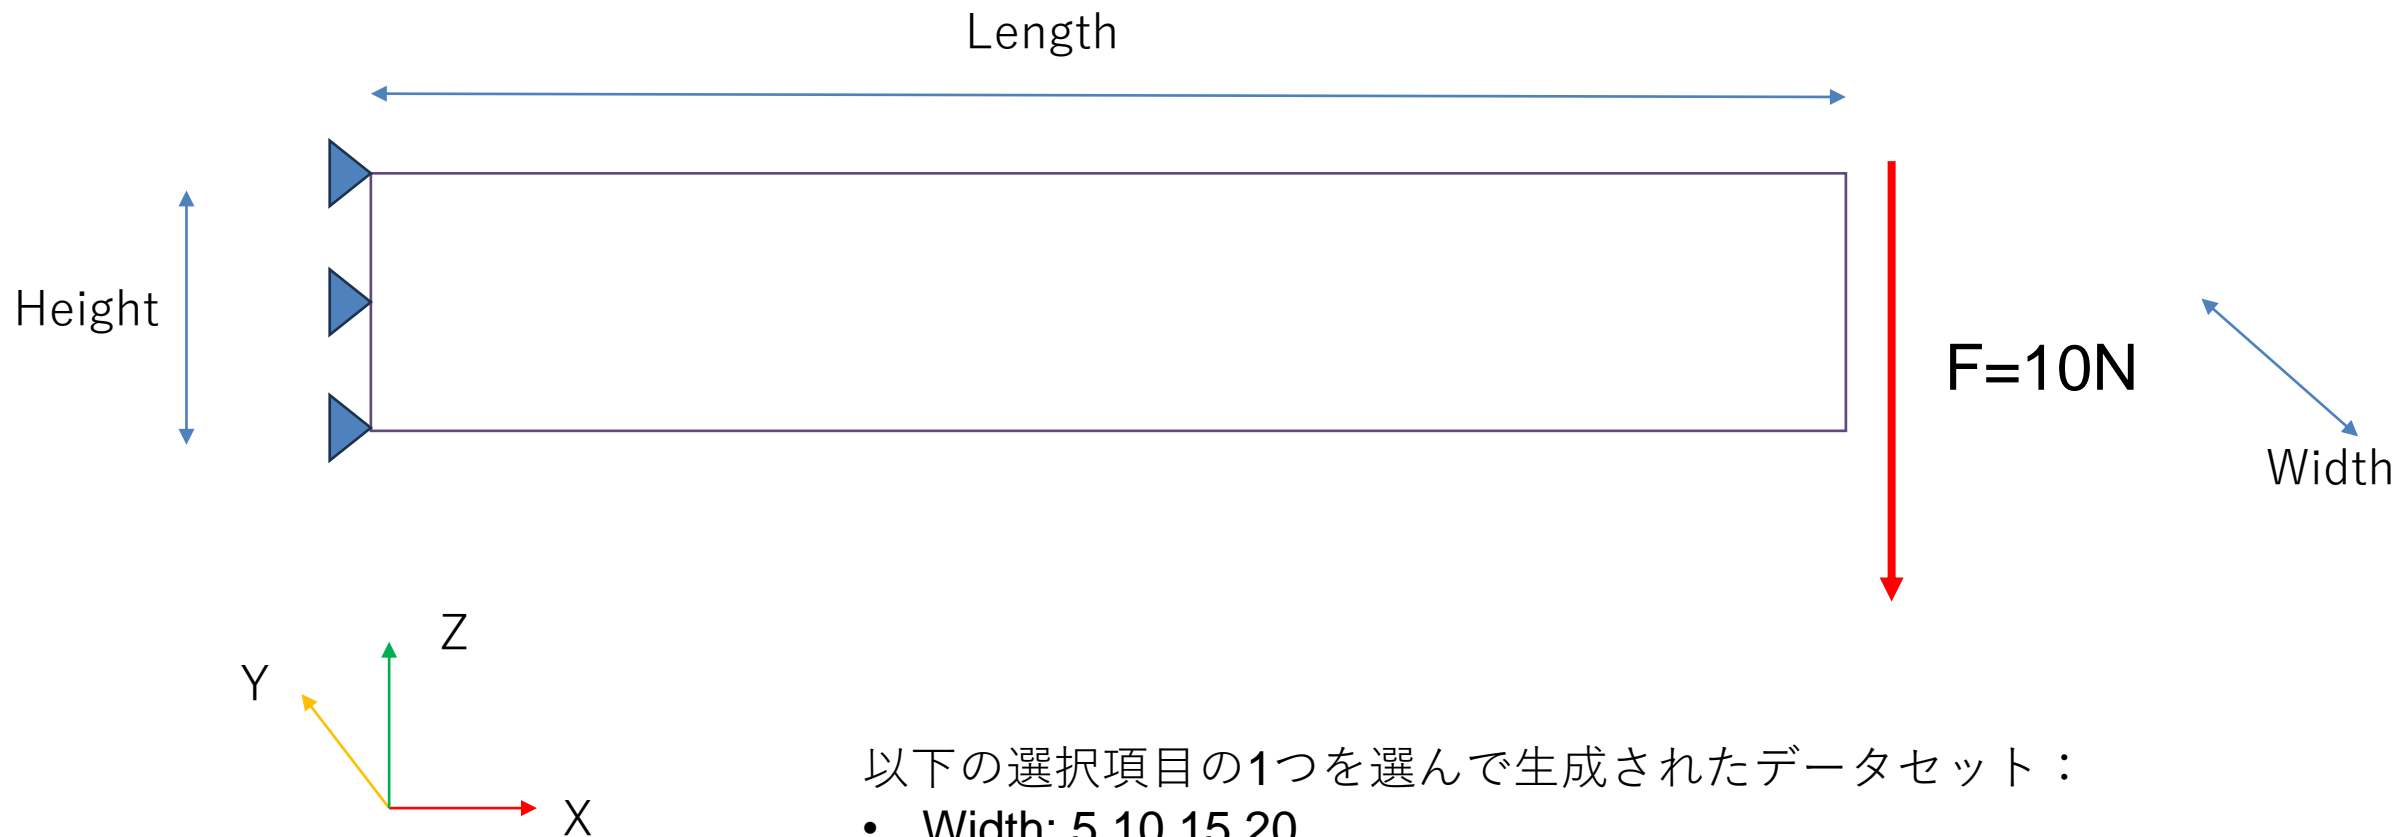 Length
Height
F=10N
Width
Z
Y
X
以下の選択項目の1つを選んで生成されたデータセット：
• Width: 5,10,15,20